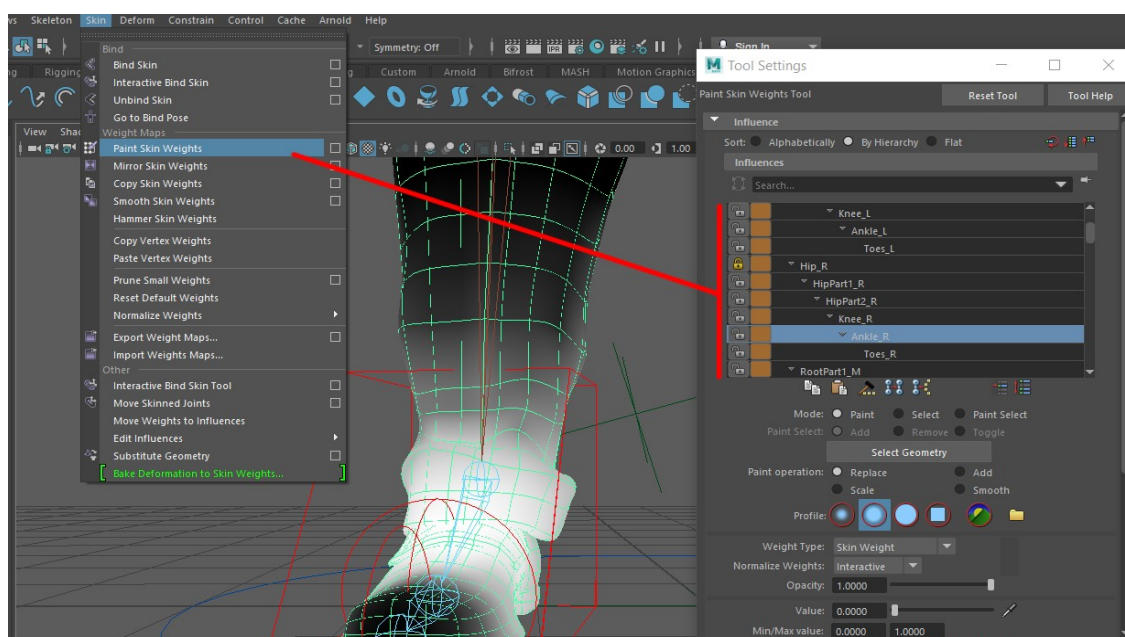 ws Skeleton Skin Deform Constrain Control Cache Arnold Help
Symmetry: Off
Sign In
Bind
Bind Skin
Interactive Bind Skin
Unbind Skin
Go to Bind Pose
Weight Maps
Paint Skin Weights
Mirror Skin Weights
Copy Skin Weights
Smooth Skin Weights
Hammer Skin Weights
Copy Vertex Weights
Paste Vertex Weights
Prune Small Weights
Reset Default Weights
Normalize Weights
Export Weight Maps...
Import Weights Maps...
Other
Interactive Bind Skin Tool
Move Skinned Joints
Move Weights to Influences
Edit Influences
Substitute Geometry
Bake Deformation to Skin Weights...
g Rigging
g Custom Arnold Bifrost MASH Motion Graphics
View Shad
IPR
0.00 1.00
Tool Settings
Paint Skin Weights Tool Reset Tool Tool Help
Influence
Sort: Alphabetically By Hierarchy Flat
Influences
Search...
Knee_L
Ankle_L
Toes_L
Hip_R
HipPart1_R
HipPart2_R
Knee_R
Ankle_R
Toes_R
RootPart1_M
Mode: Paint Select Paint Select
Paint Select: Add Remove Toggle
Select Geometry
Paint operation: Replace Add
Scale Smooth
Profile:
Weight Type: Skin Weight
Normalize Weights: Interactive
Opacity: 1.0000
Value: 0.0000
Min/Max value: 0.0000 1.0000